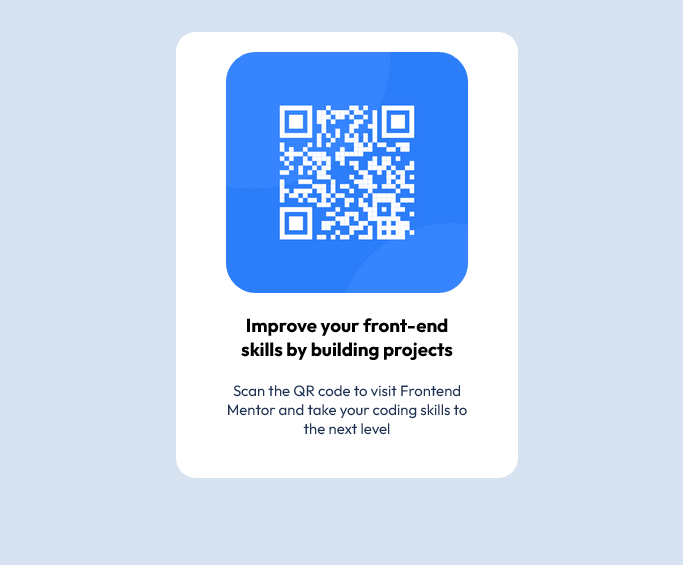 Improve your front-end
skills by building projects
Scan the QR code to visit Frontend
Mentor and take your coding skills to
the next level